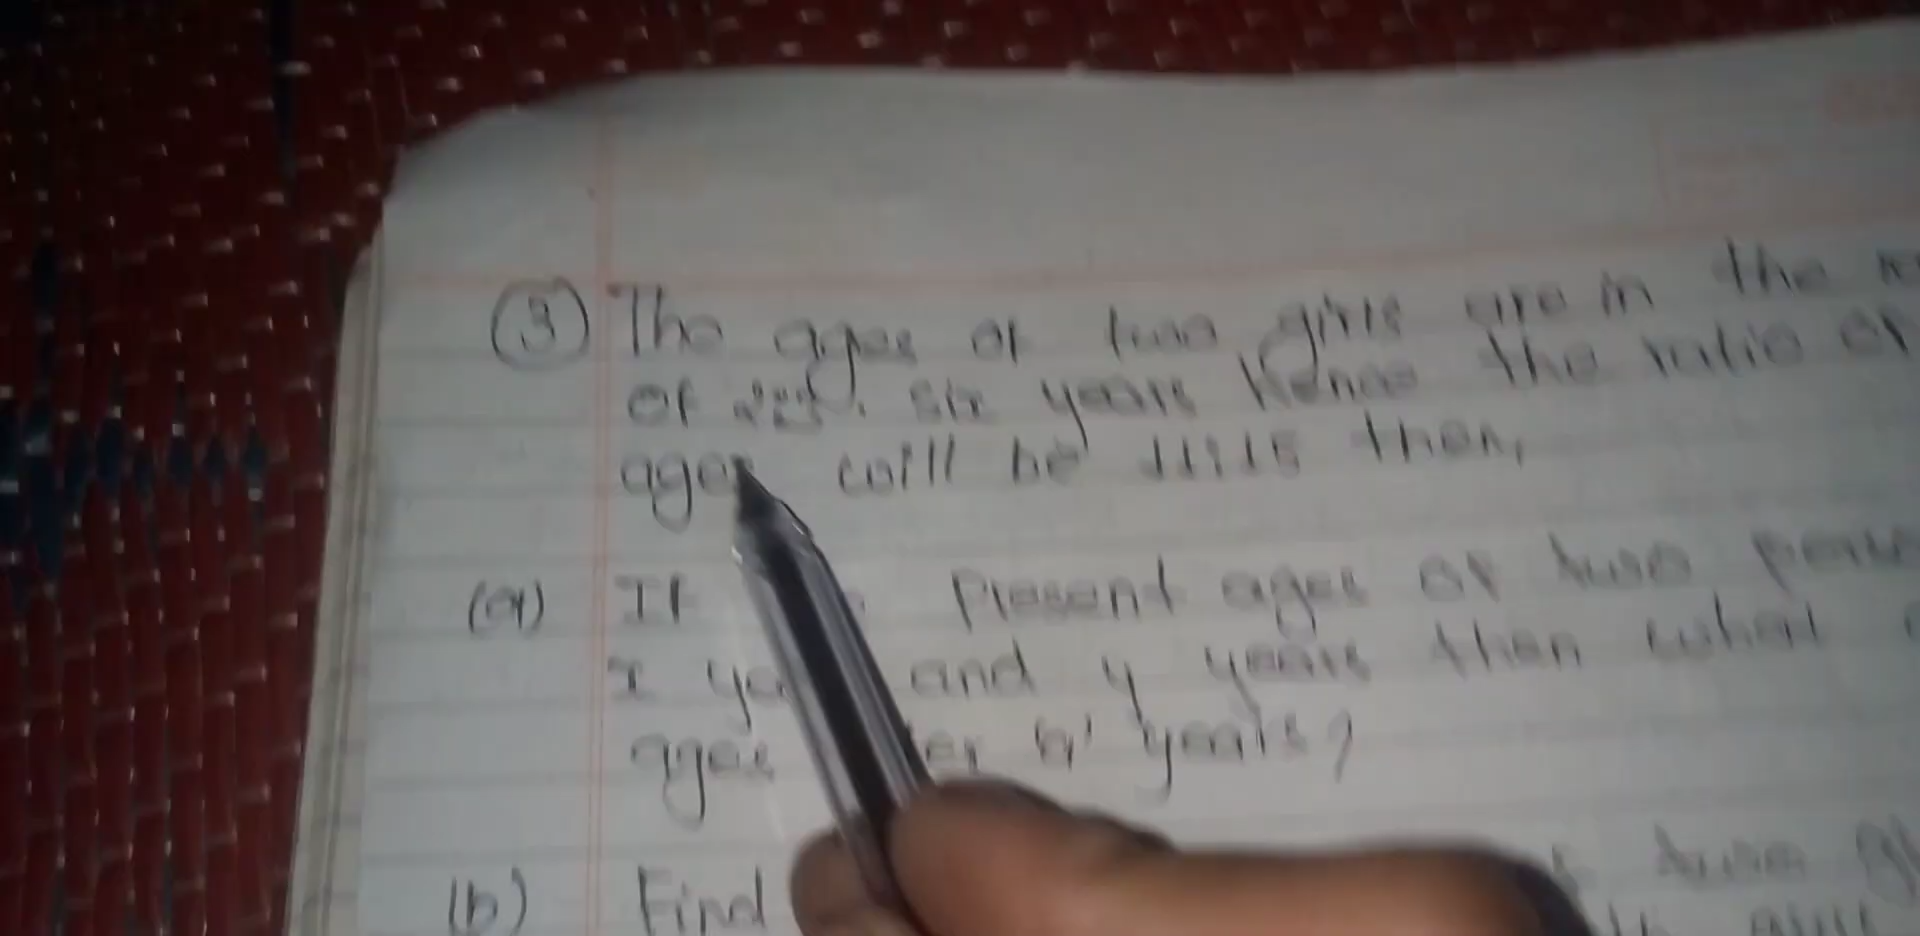 3 The ages of two girls are in the
of 2:3. Six years hence the ratio of
ages will be 11:15 then,
(a) If Present ages of two
x and y years then what
ages years?
(b) Find two